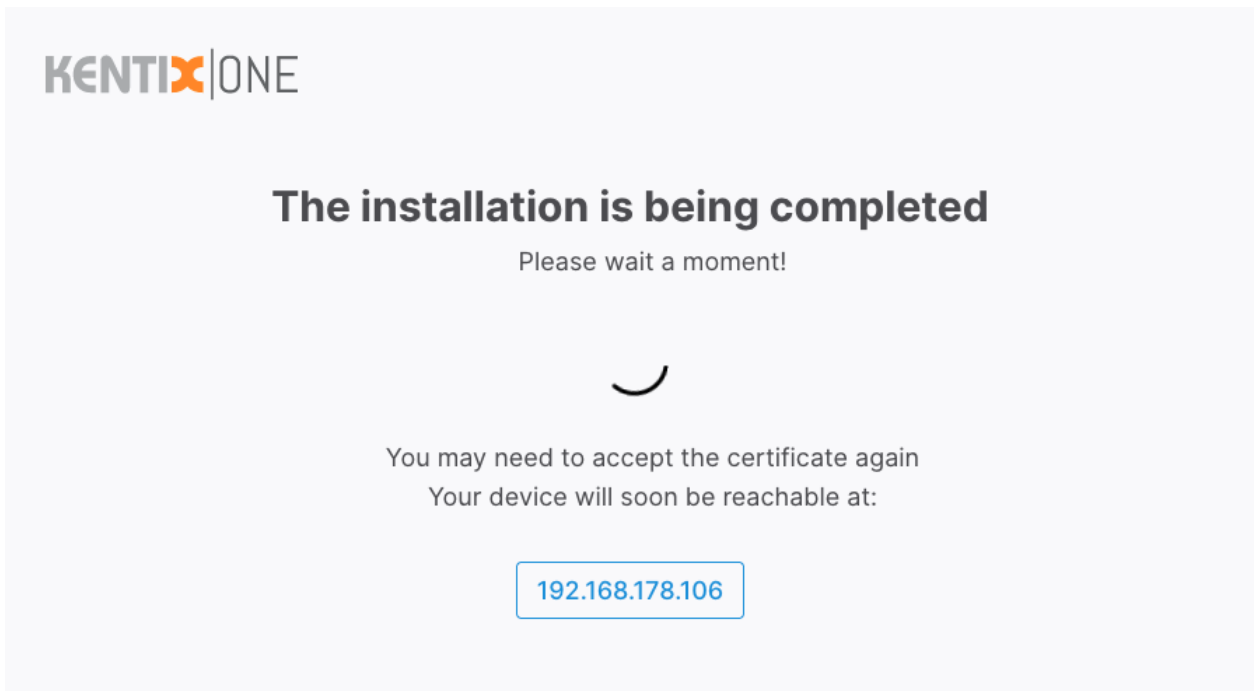 KENTIX|ONE
The installation is being completed
Please wait a moment!
You may need to accept the certificate again
Your device will soon be reachable at:
192.168.178.106